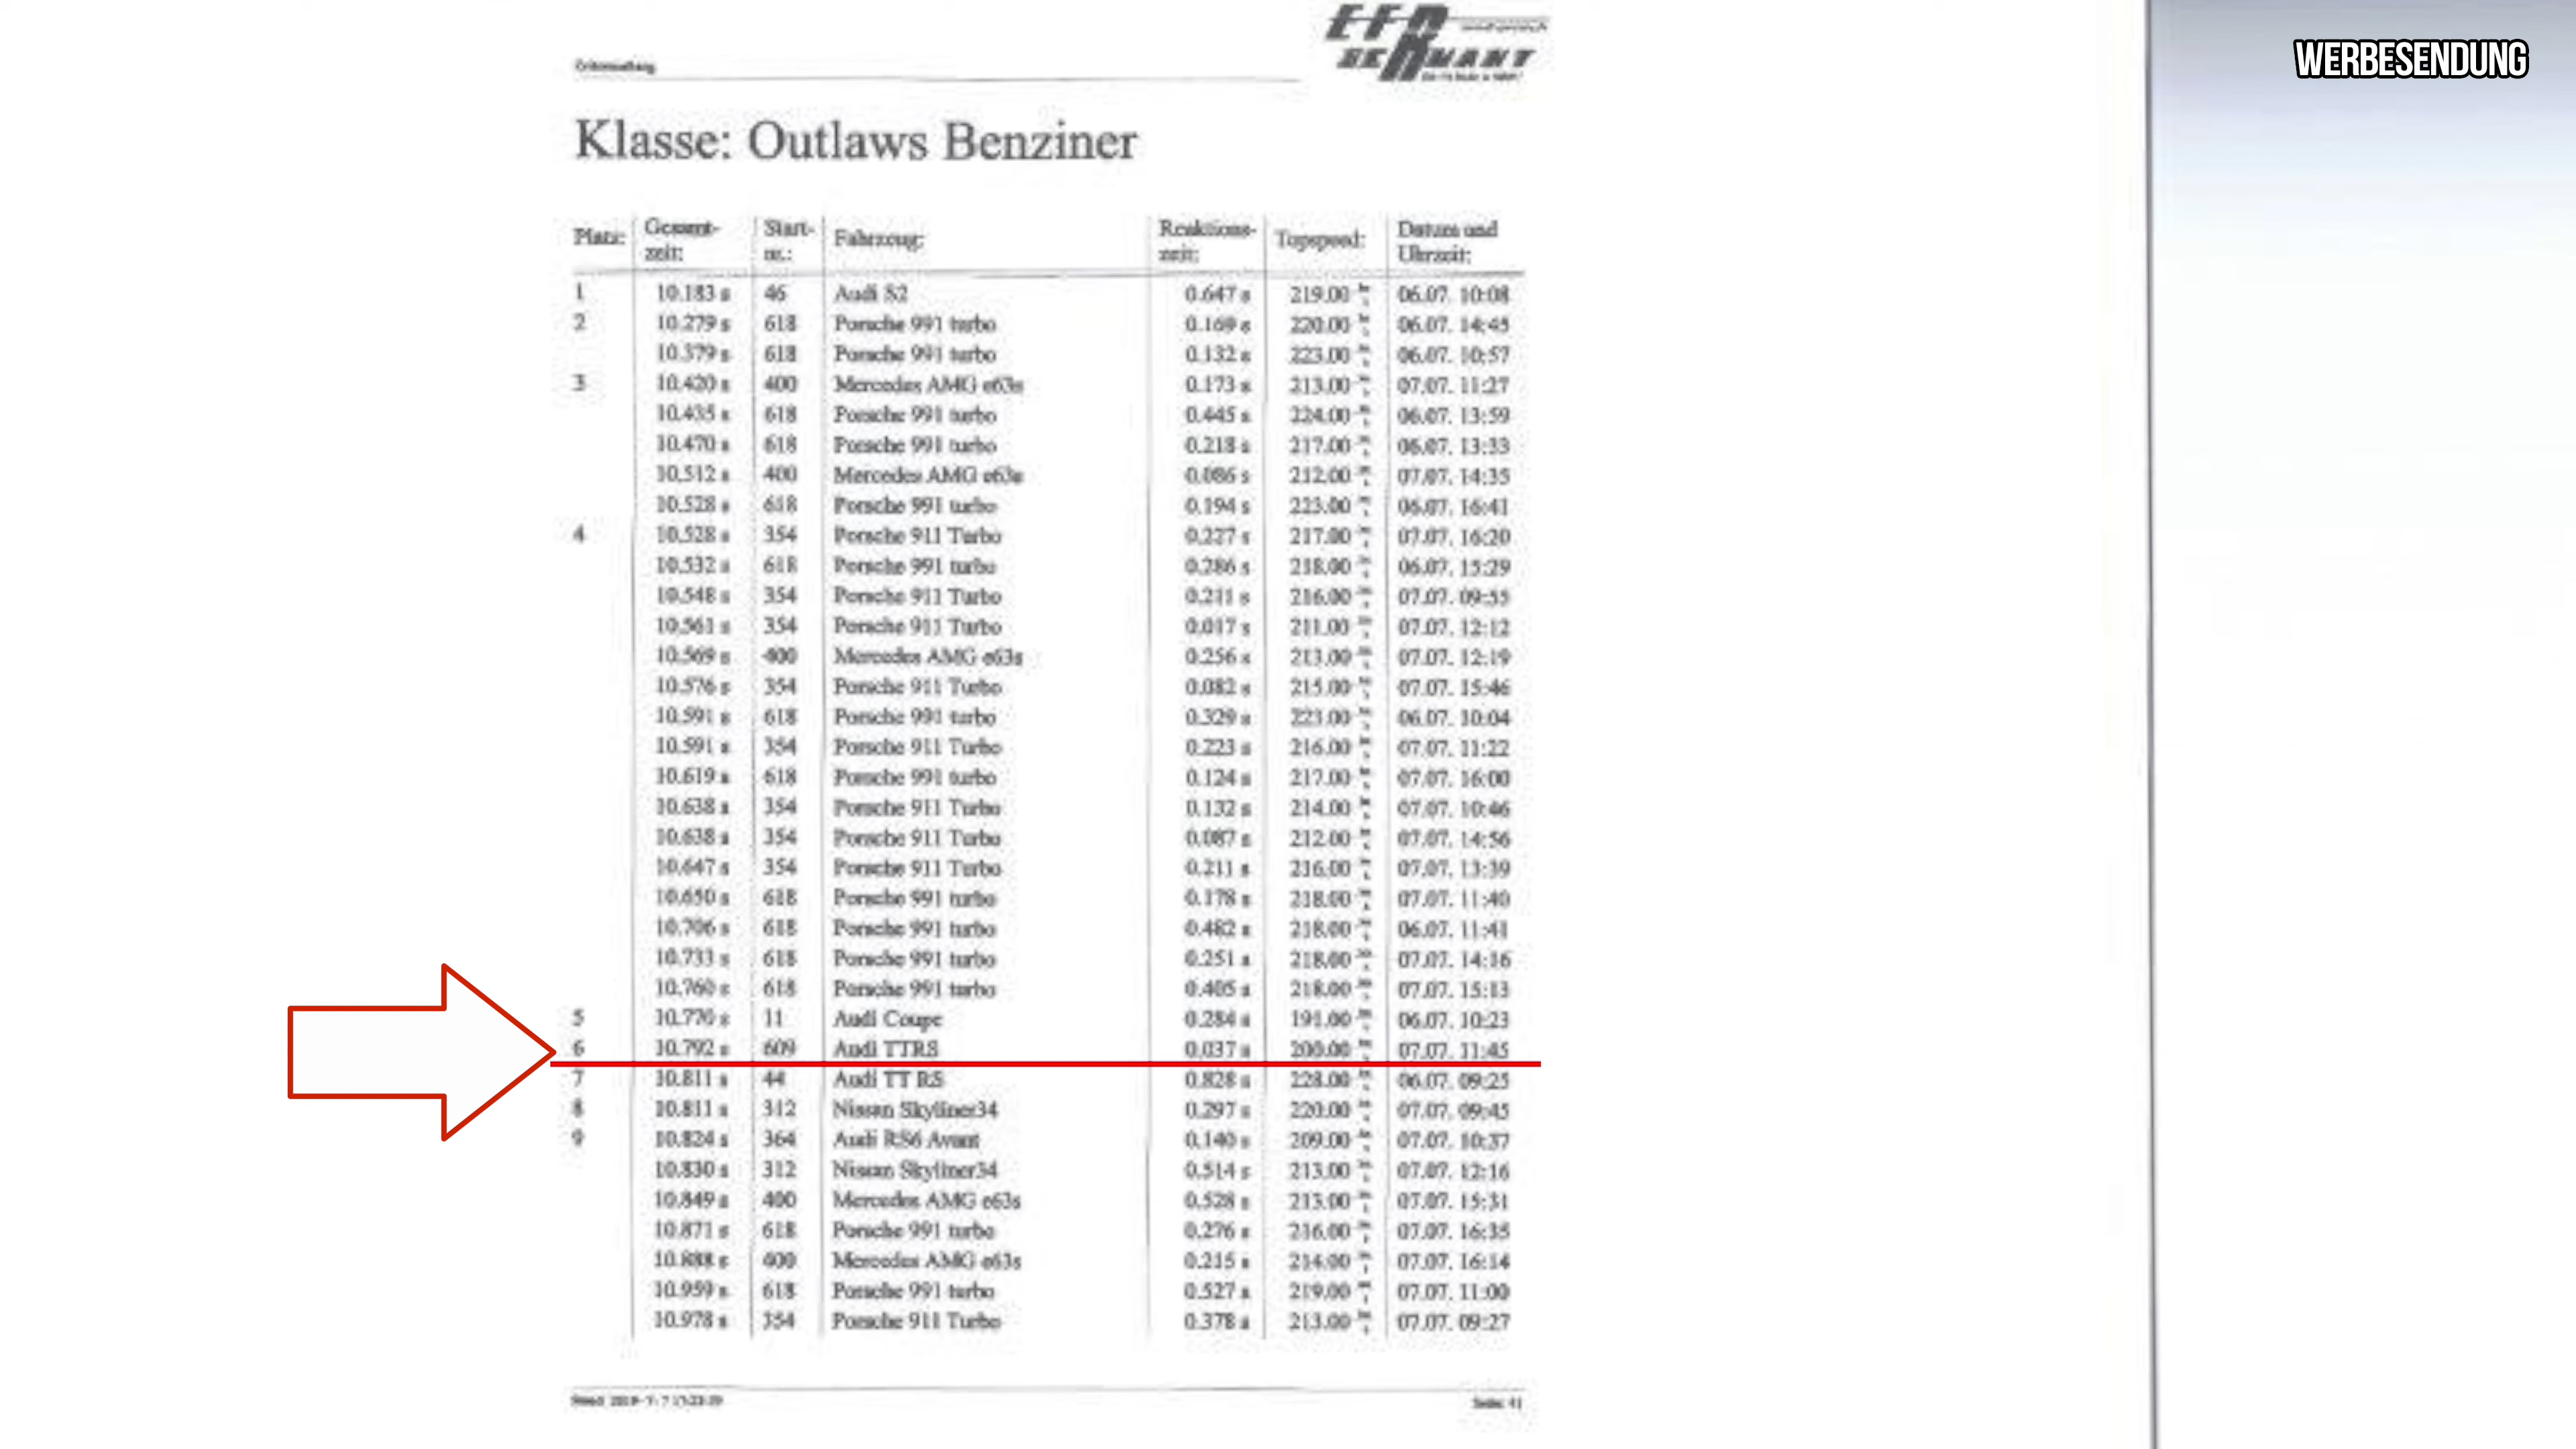 WERBESENDUNG
Zeitenaushang
Klasse: Outlaws Benziner
Platz: Gesamt-zeit: Start-nr.: Fahrzeug: Reaktions-zeit: Topspeed: Datum und Uhrzeit:
1 10.183 s 46 Audi S2 0.647 s 219.00 06.07. 10:08
2 10.279 s 618 Porsche 991 turbo 0.169 s 220.00 06.07. 14:45
10.379 s 618 Porsche 991 turbo 0.132 s 223.00 06.07. 10:57
3 10.420 s 400 Mercedes AMG e63s 0.173 s 213.00 07.07. 11:27
10.435 s 618 Porsche 991 turbo 0.445 s 224.00 06.07. 13:59
10.470 s 618 Porsche 991 turbo 0.218 s 217.00 06.07. 13:33
10.512 s 400 Mercedes AMG e63s 0.086 s 212.00 07.07. 14:35
10.528 s 618 Porsche 991 turbo 0.194 s 223.00 06.07. 16:41
4 10.528 s 354 Porsche 911 Turbo 0.227 s 217.00 07.07. 16:20
10.532 s 618 Porsche 991 turbo 0.286 s 218.00 06.07. 15:29
10.548 s 354 Porsche 911 Turbo 0.211 s 216.00 07.07. 09:55
10.561 s 354 Porsche 911 Turbo 0.017 s 211.00 07.07. 12:12
10.569 s 400 Mercedes AMG e63s 0.256 s 213.00 07.07. 12:19
10.576 s 354 Porsche 911 Turbo 0.082 s 215.00 07.07. 15:46
10.591 s 618 Porsche 991 turbo 0.329 s 223.00 06.07. 10:04
10.591 s 354 Porsche 911 Turbo 0.223 s 216.00 07.07. 11:22
10.619 s 618 Porsche 991 turbo 0.124 s 217.00 07.07. 16:00
10.638 s 354 Porsche 911 Turbo 0.132 s 214.00 07.07. 10:46
10.638 s 354 Porsche 911 Turbo 0.087 s 212.00 07.07. 14:56
10.647 s 354 Porsche 911 Turbo 0.211 s 216.00 07.07. 13:39
10.650 s 618 Porsche 991 turbo 0.178 s 218.00 07.07. 11:40
10.706 s 618 Porsche 991 turbo 0.482 s 218.00 06.07. 11:41
10.733 s 618 Porsche 991 turbo 0.251 s 218.00 07.07. 14:16
10.760 s 618 Porsche 991 turbo 0.405 s 218.00 07.07. 15:13
5 10.770 s 11 Audi Coupe 0.284 s 191.00 06.07. 10:23
6 10.792 s 609 Audi TTRS 0.037 s 200.00 07.07. 11:45
7 10.811 s 44 Audi TT RS 0.828 s 228.00 06.07. 09:25
8 10.811 s 312 Nissan Skyliner34 0.297 s 220.00 07.07. 09:45
9 10.824 s 364 Audi RS6 Avant 0.140 s 209.00 07.07. 10:37
10.830 s 312 Nissan Skyliner34 0.514 s 213.00 07.07. 12:16
10.849 s 400 Mercedes AMG e63s 0.528 s 213.00 07.07. 15:31
10.871 s 618 Porsche 991 turbo 0.276 s 216.00 07.07. 16:35
10.888 s 400 Mercedes AMG e63s 0.215 s 214.00 07.07. 16:14
10.959 s 618 Porsche 991 turbo 0.527 s 219.00 07.07. 11:00
10.978 s 354 Porsche 911 Turbo 0.378 s 213.00 07.07. 09:27
Seite: 41